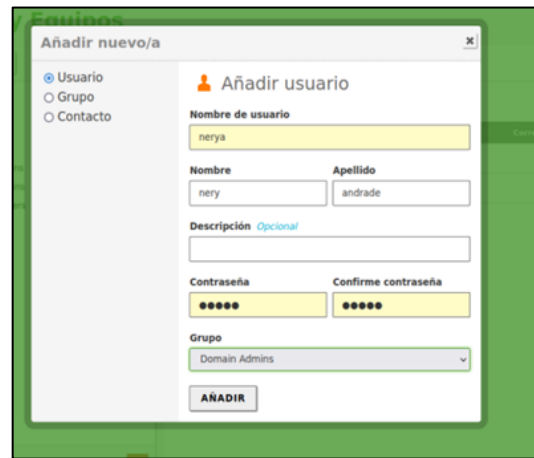 y Equipos
Añadir nuevo/a
Usuario
Grupo
Contacto
Añadir usuario
Nombre de usuario
nerya
Nombre Apellido
nery andrade
Descripción Opcional
Contraseña Confirme contraseña
●●●●● ●●●●●
Grupo
Domain Admins
AÑADIR